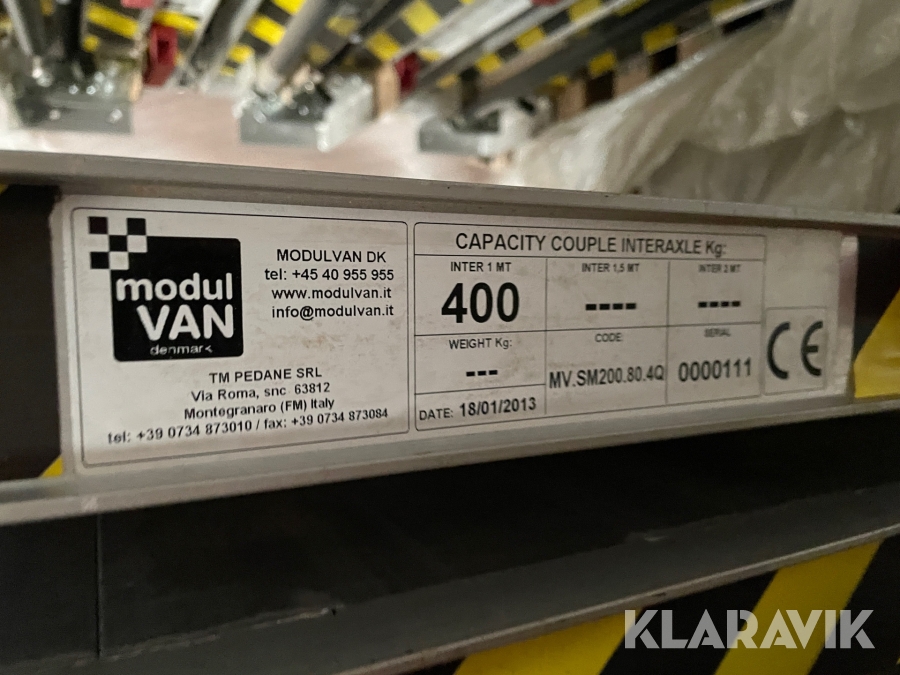 modul
VAN
denmark
MODULVAN DK
tel: +45 40 955 955
www.modulvan.it
info@modulvan.it
TM PEDANE SRL
Via Roma, snc 63812
Montegranaro (FM) Italy
tel: +39 0734 873010 / fax: +39 0734 873084
CAPACITY COUPLE INTERAXLE Kg:
INTER 1 MT
400
INTER 1,5 MT
----
INTER 2 MT
----
WEIGHT Kg:
---
CODE:
MV.SM200.80.4Q
SERIAL
0000111
DATE: 18/01/2013
CE
KLARAVIK